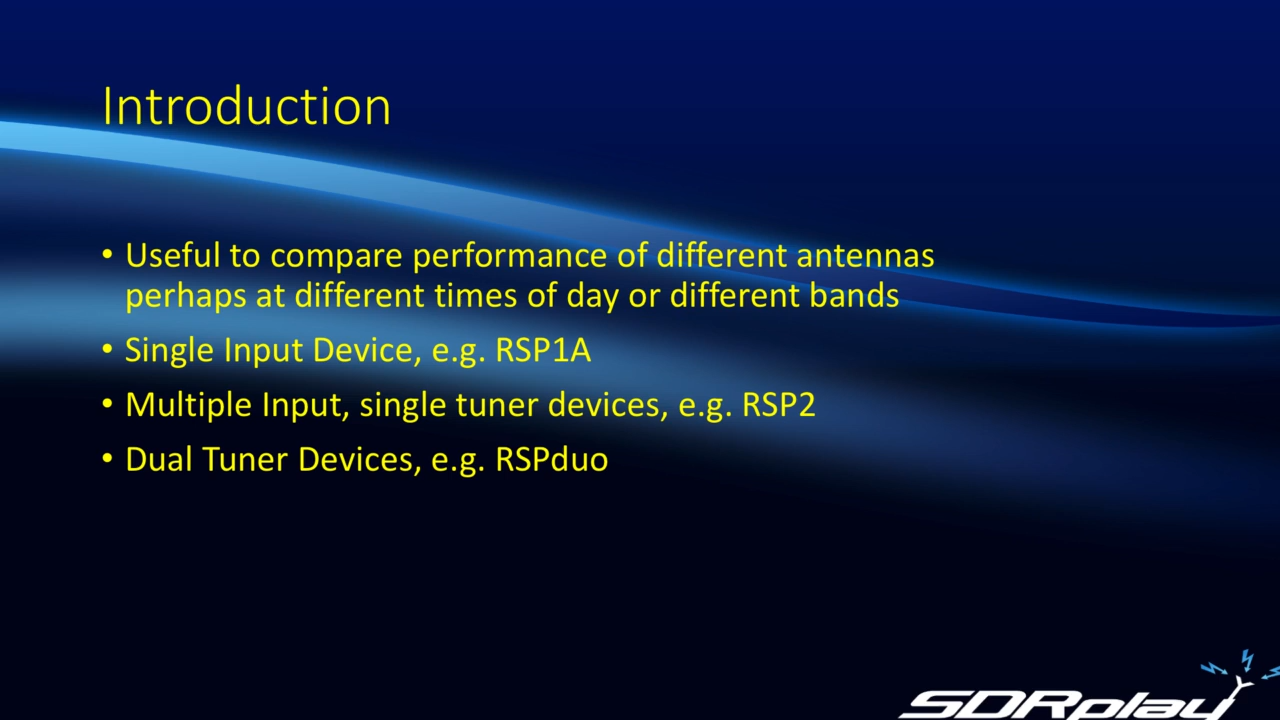 Introduction
• Useful to compare performance of different antennas
perhaps at different times of day or different bands
• Single Input Device, e.g. RSP1A
• Multiple Input, single tuner devices, e.g. RSP2
• Dual Tuner Devices, e.g. RSPduo
SDRplay